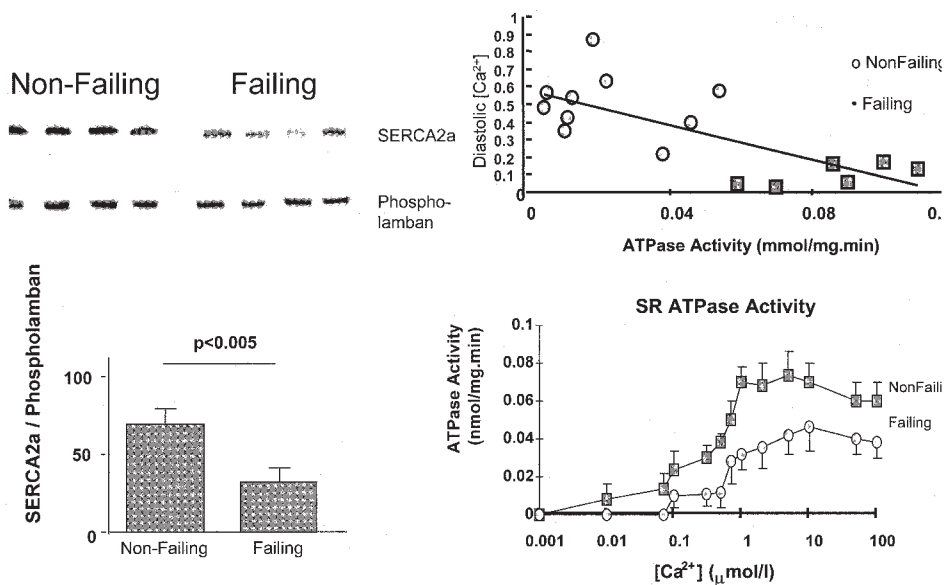 Non-Failing Failing
SERCA2a
Phospho-
lamban
SERCA2a / Phospholamban
p<0.005
100
50
0
Non-Failing Failing
Diastolic [Ca²⁺]
1
0.9
0.8
0.7
0.6
0.5
0.4
0.3
0.2
0.1
0
0 0.04 0.08 0.
ATPase Activity (mmol/mg.min)
NonFailing
Failing
SR ATPase Activity
ATPase Activity
(nmol/mg.min)
0.1
0.08
0.06
0.04
0.02
0
0.001 0.01 0.1 1 10 100
[Ca²⁺] (μmol/l)
NonFaili
Failing